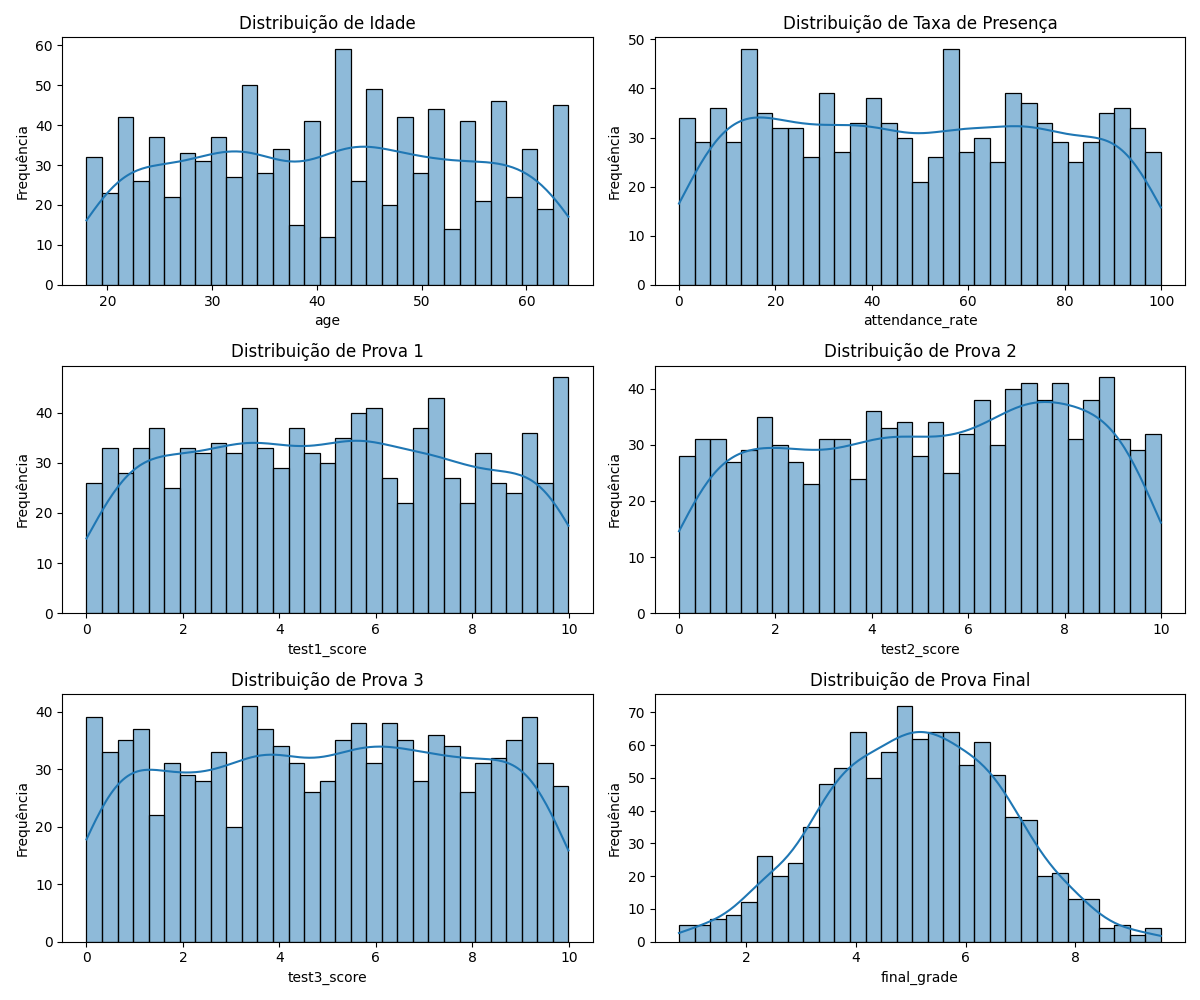 Distribuição de Idade
Frequência
60
50
40
30
20
10
0
20 30 40 50 60
age
Distribuição de Taxa de Presença
Frequência
50
40
30
20
10
0
0 20 40 60 80 100
attendance_rate
Distribuição de Prova 1
Frequência
40
30
20
10
0
0 2 4 6 8 10
test1_score
Distribuição de Prova 2
Frequência
40
30
20
10
0
0 2 4 6 8 10
test2_score
Distribuição de Prova 3
Frequência
40
30
20
10
0
0 2 4 6 8 10
test3_score
Distribuição de Prova Final
Frequência
70
60
50
40
30
20
10
0
2 4 6 8
final_grade